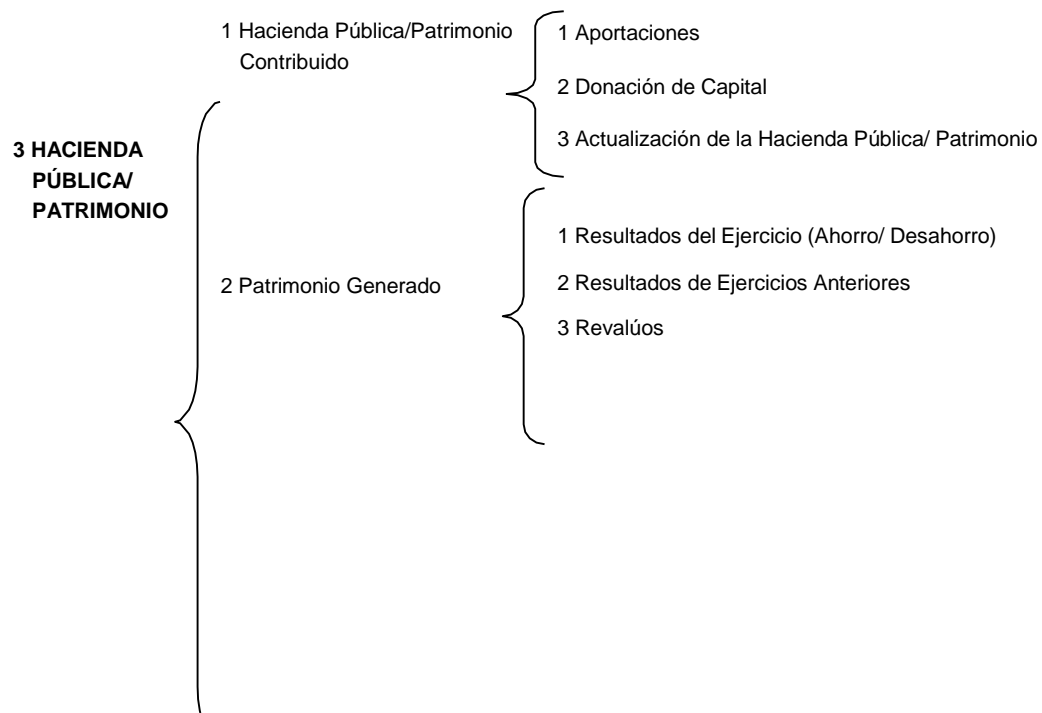 1 Hacienda Pública/Patrimonio
Contribuido
1 Aportaciones
2 Donación de Capital
3 Actualización de la Hacienda Pública/ Patrimonio
3 HACIENDA
PÚBLICA/
PATRIMONIO
2 Patrimonio Generado
1 Resultados del Ejercicio (Ahorro/ Desahorro)
2 Resultados de Ejercicios Anteriores
3 Revalúos